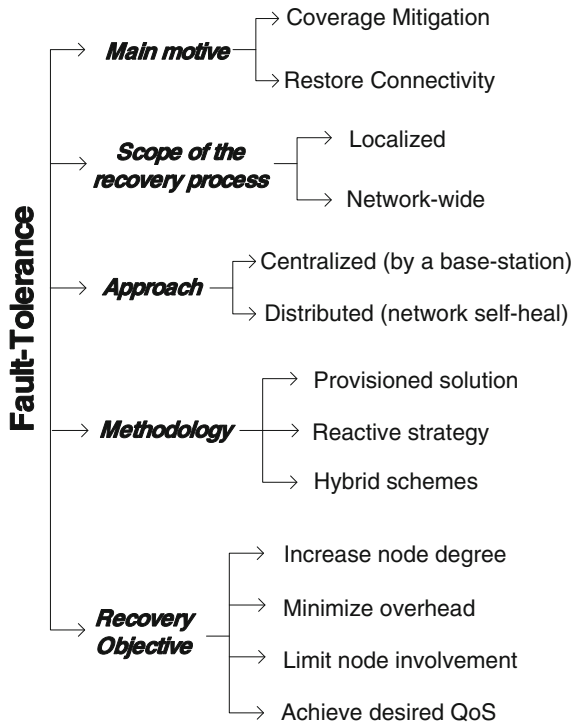 Fault-Tolerance
Main motive
Coverage Mitigation
Restore Connectivity
Scope of the
recovery process
Localized
Network-wide
Approach
Centralized (by a base-station)
Distributed (network self-heal)
Methodology
Provisioned solution
Reactive strategy
Hybrid schemes
Recovery
Objective
Increase node degree
Minimize overhead
Limit node involvement
Achieve desired QoS